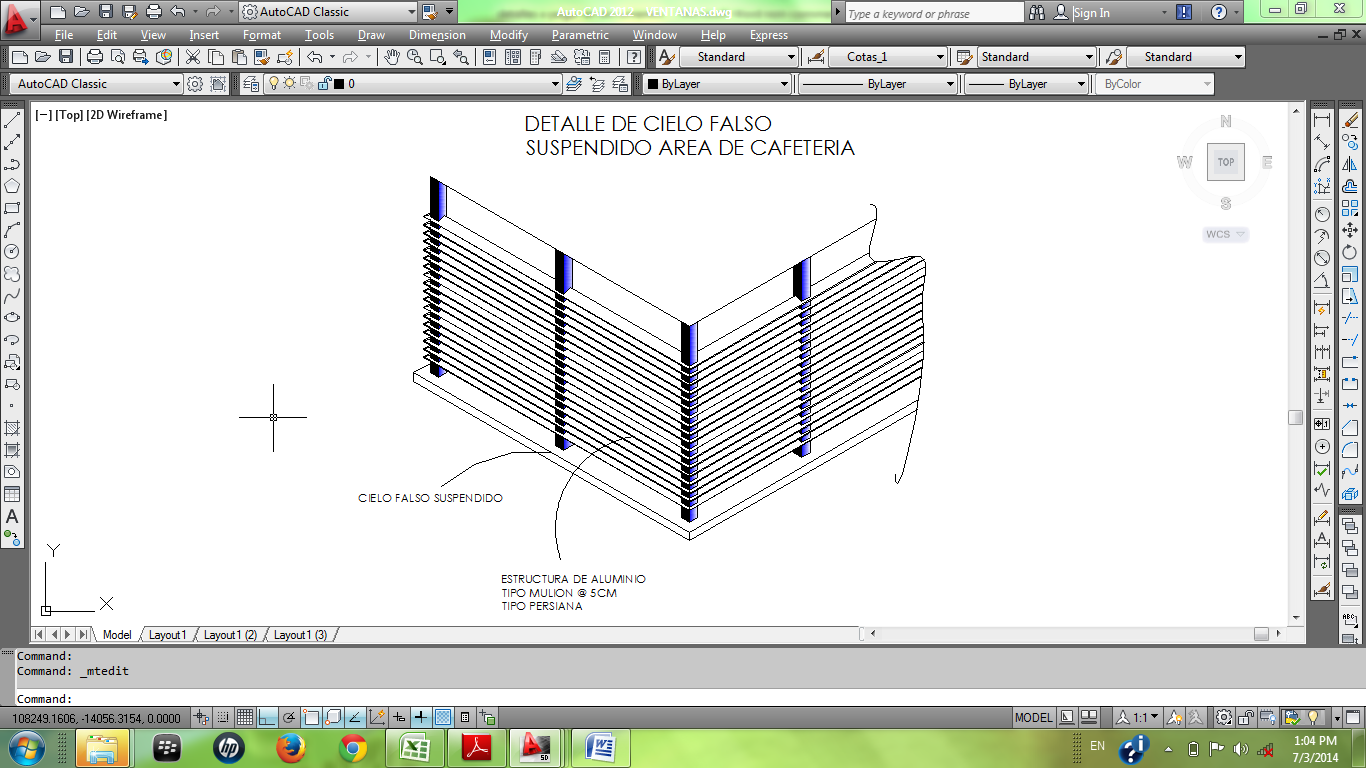 AutoCAD Classic
AutoCAD 2012 - VENTANAS.dwg
Type a keyword or phrase
Sign In
File Edit View Insert Format Tools Draw Dimension Modify Parametric Window Help Express
Standard Cotas_1 Standard Standard
AutoCAD Classic 0 ByLayer ByLayer ByLayer ByColor
[−] [Top] [2D Wireframe]
DETALLE DE CIELO FALSO
SUSPENDIDO AREA DE CAFETERIA
N
W TOP E
S
WCS
CIELO FALSO SUSPENDIDO
ESTRUCTURA DE ALUMINIO
TIPO MULION @ 5CM
TIPO PERSIANA
Y
X
Model Layout1 Layout1 (2) Layout1 (3)
Command:
Command: _mtedit
Command:
108249.1606, -14056.3154, 0.0000 MODEL 1:1
EN 1:04 PM
7/3/2014